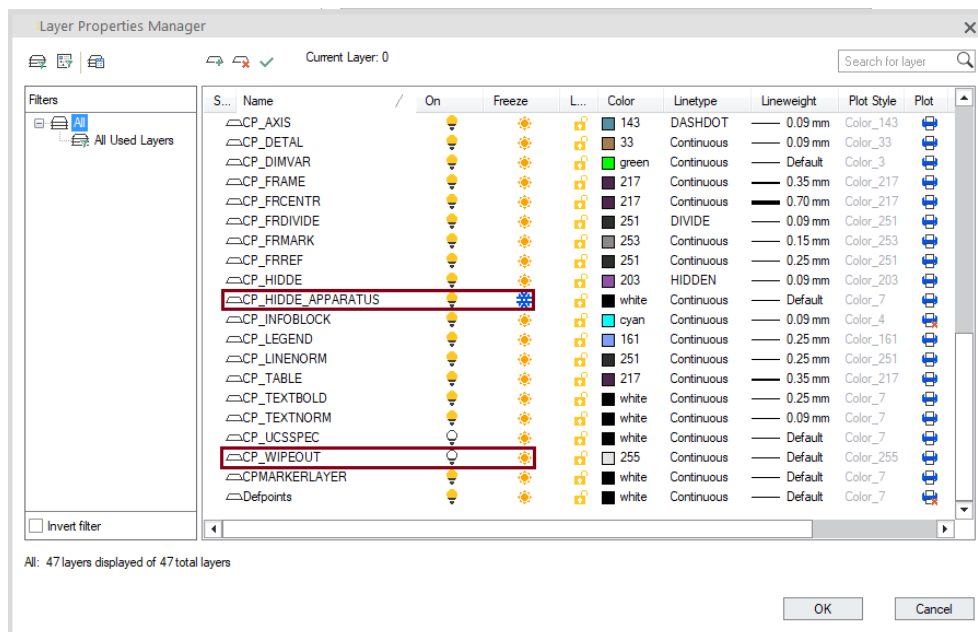 Layer Properties Manager
Current Layer: 0
Search for layer
Filters
S... Name On Freeze L... Color Linetype Lineweight Plot Style Plot
All
All Used Layers
CP_AXIS 143 DASHDOT 0.09 mm Color_143
CP_DETAL 33 Continuous 0.09 mm Color_33
CP_DIMVAR green Continuous Default Color_3
CP_FRAME 217 Continuous 0.35 mm Color_217
CP_FRCENTR 217 Continuous 0.70 mm Color_217
CP_FRDIVIDE 251 DIVIDE 0.09 mm Color_251
CP_FRMARK 253 Continuous 0.15 mm Color_253
CP_FRREF 251 Continuous 0.25 mm Color_251
CP_HIDDE 203 HIDDEN 0.09 mm Color_203
CP_HIDDE_APPARATUS white Continuous Default Color_7
CP_INFOBLOCK cyan Continuous 0.09 mm Color_4
CP_LEGEND 161 Continuous 0.25 mm Color_161
CP_LINENORM 251 Continuous 0.25 mm Color_251
CP_TABLE 217 Continuous 0.35 mm Color_217
CP_TEXTBOLD white Continuous 0.25 mm Color_7
CP_TEXTNORM white Continuous 0.09 mm Color_7
CP_UCSSPEC white Continuous Default Color_7
CP_WIPEOUT 255 Continuous Default Color_255
CPMARKERLAYER white Continuous Default Color_7
Defpoints white Continuous Default Color_7
Invert filter
All: 47 layers displayed of 47 total layers
OK Cancel